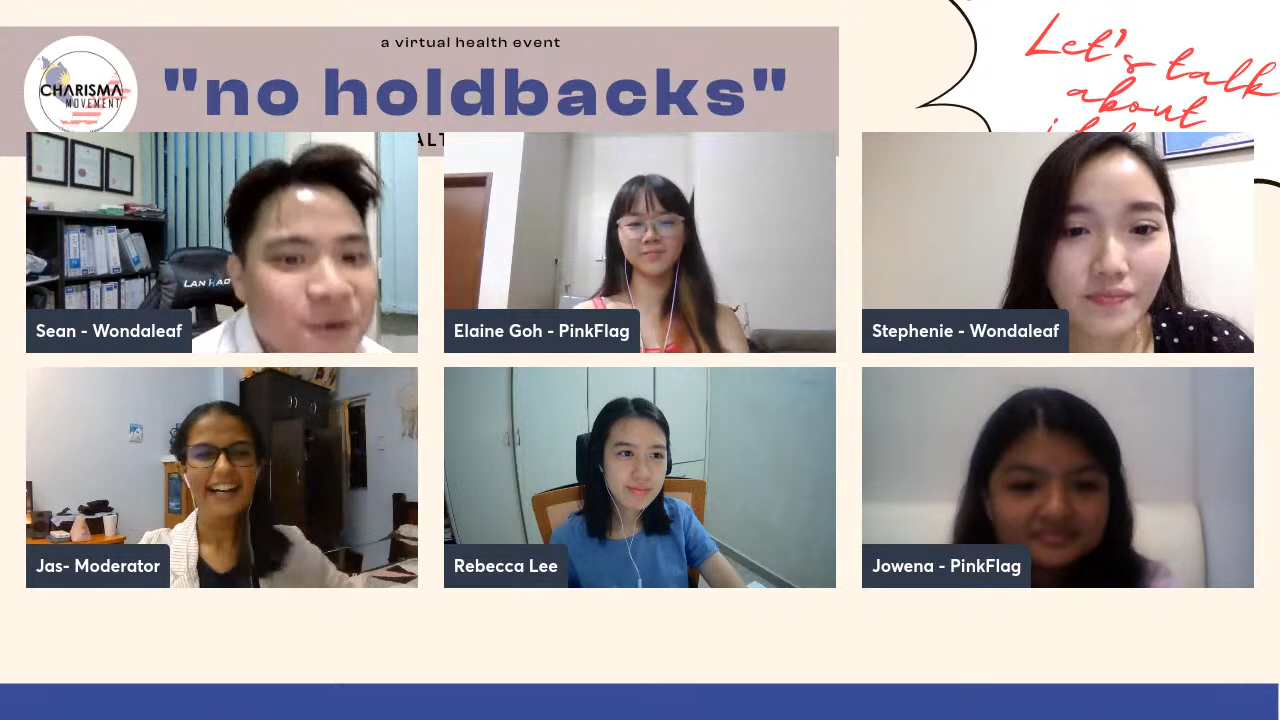 a virtual health event
"no holdbacks"
CHARISMA
MOVEMENT
Let's talk
about
Sean - Wondaleaf
Elaine Goh - PinkFlag
Stephenie - Wondaleaf
Jas- Moderator
Rebecca Lee
Jowena - PinkFlag